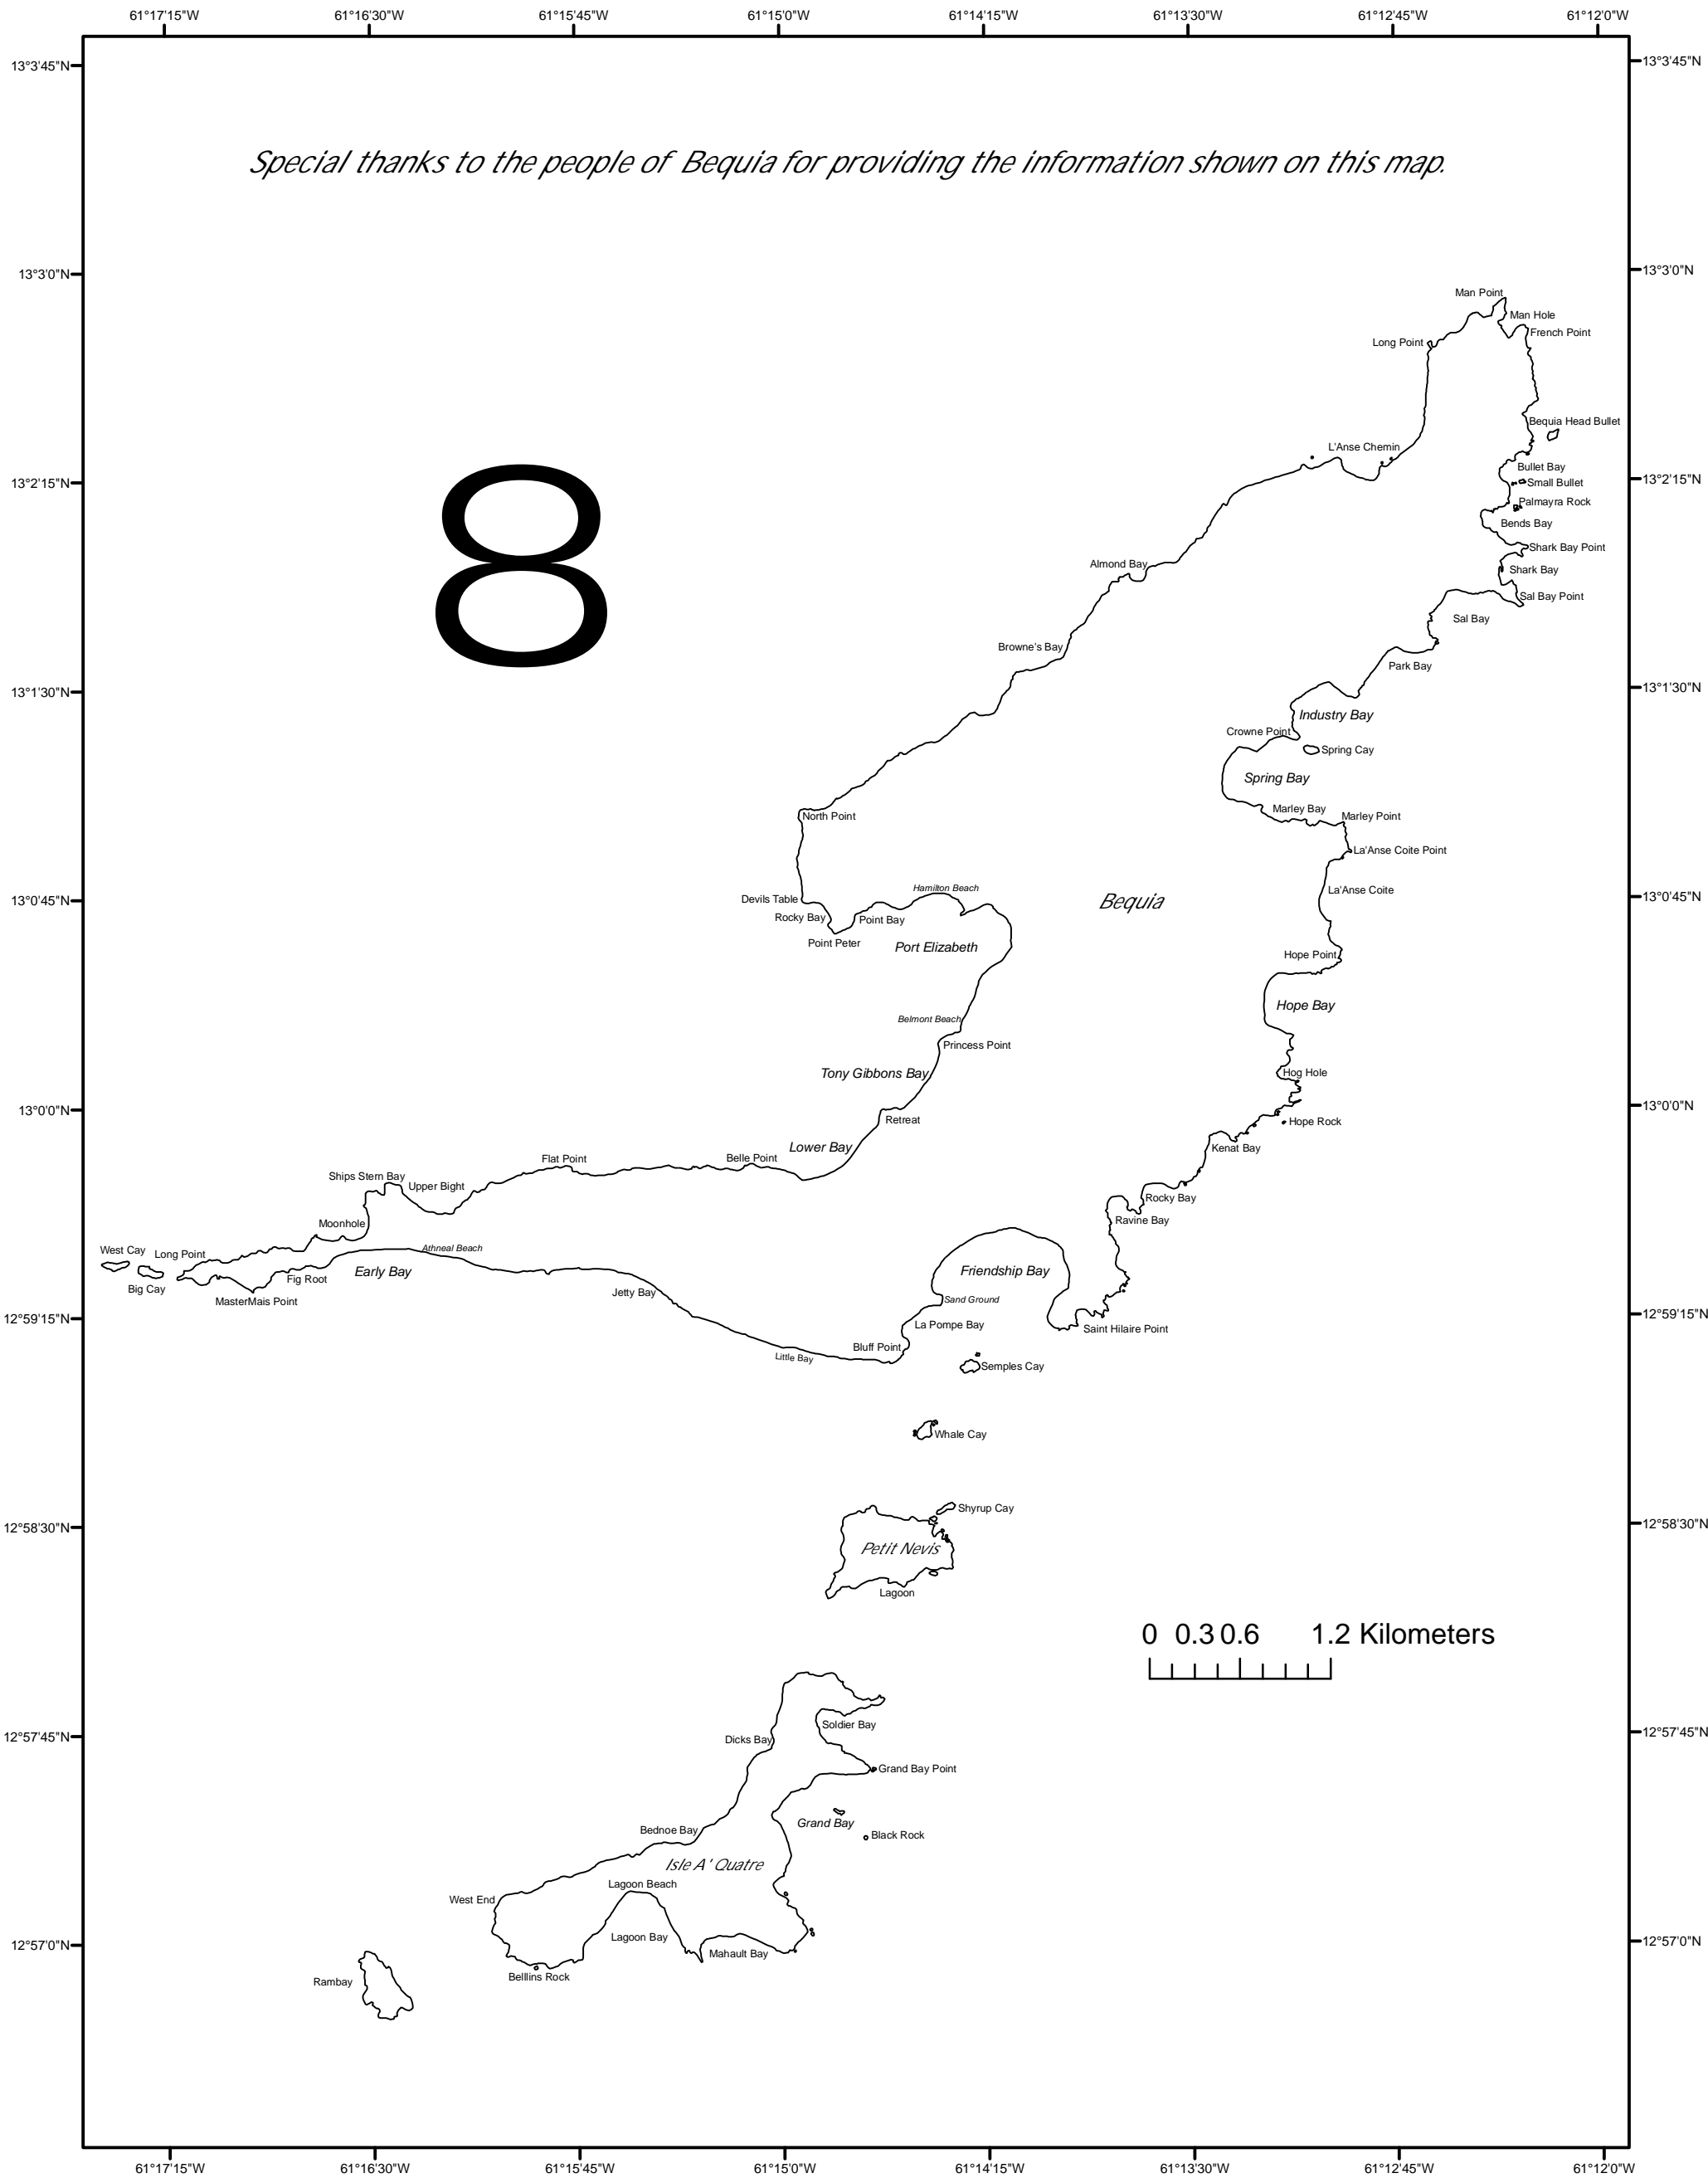 61°17'15"W 61°16'30"W 61°15'45"W 61°15'0"W 61°14'15"W 61°13'30"W 61°12'45"W 61°12'0"W
13°3'45"N 13°3'45"N
Special thanks to the people of Bequia for providing the information shown on this map.
13°3'0"N 13°3'0"N
Man Point
Man Hole
French Point
Long Point
Bequia Head Bullet
L'Anse Chemin
8
Bullet Bay
13°2'15"N 13°2'15"N
Small Bullet
Palmayra Rock
Bends Bay
Shark Bay Point
Almond Bay
Shark Bay
Sal Bay Point
Sal Bay
Browne's Bay
Park Bay
13°1'30"N 13°1'30"N
Industry Bay
Crowne Point
Spring Cay
Spring Bay
Marley Bay
North Point
Marley Point
La'Anse Coite Point
Hamilton Beach
La'Anse Coite
13°0'45"N 13°0'45"N
Devils Table
Bequia
Rocky Bay
Point Bay
Point Peter
Port Elizabeth
Hope Point
Hope Bay
Belmont Beach
Princess Point
Tony Gibbons Bay
Hog Hole
13°0'0"N 13°0'0"N
Retreat
Hope Rock
Lower Bay
Kenat Bay
Flat Point
Belle Point
Ships Stern Bay
Upper Bight
Rocky Bay
Moonhole
Ravine Bay
Athneal Beach
West Cay
Long Point
Early Bay
Friendship Bay
Fig Root
Big Cay
Jetty Bay
MasterMais Point
Sand Ground
12°59'15"N 12°59'15"N
La Pompe Bay
Saint Hilaire Point
Bluff Point
Little Bay
Semples Cay
Whale Cay
Shyrup Cay
12°58'30"N 12°58'30"N
Petit Nevis
Lagoon
0 0.3 0.6 1.2 Kilometers
Soldier Bay
12°57'45"N 12°57'45"N
Dicks Bay
Grand Bay Point
Grand Bay
Bednoe Bay
Black Rock
Isle A' Quatre
Lagoon Beach
West End
Lagoon Bay
12°57'0"N 12°57'0"N
Mahault Bay
Belllins Rock
Rambay
61°17'15"W 61°16'30"W 61°15'45"W 61°15'0"W 61°14'15"W 61°13'30"W 61°12'45"W 61°12'0"W